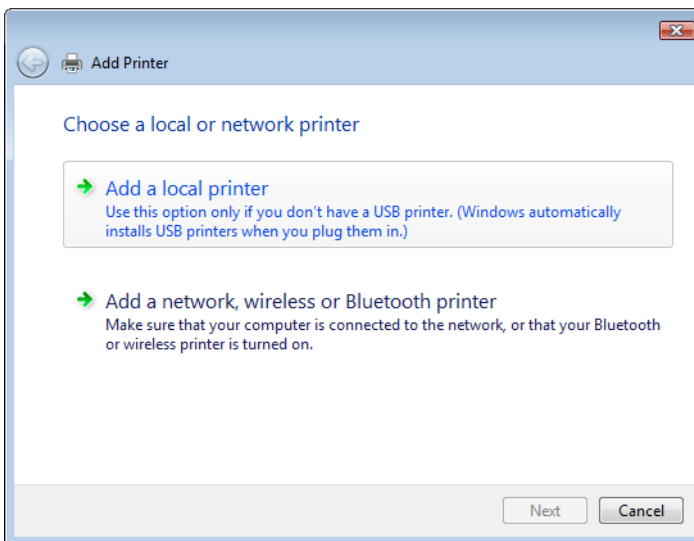 Add Printer
Choose a local or network printer
Add a local printer
Use this option only if you don't have a USB printer. (Windows automatically
installs USB printers when you plug them in.)
Add a network, wireless or Bluetooth printer
Make sure that your computer is connected to the network, or that your Bluetooth
or wireless printer is turned on.
Next
Cancel